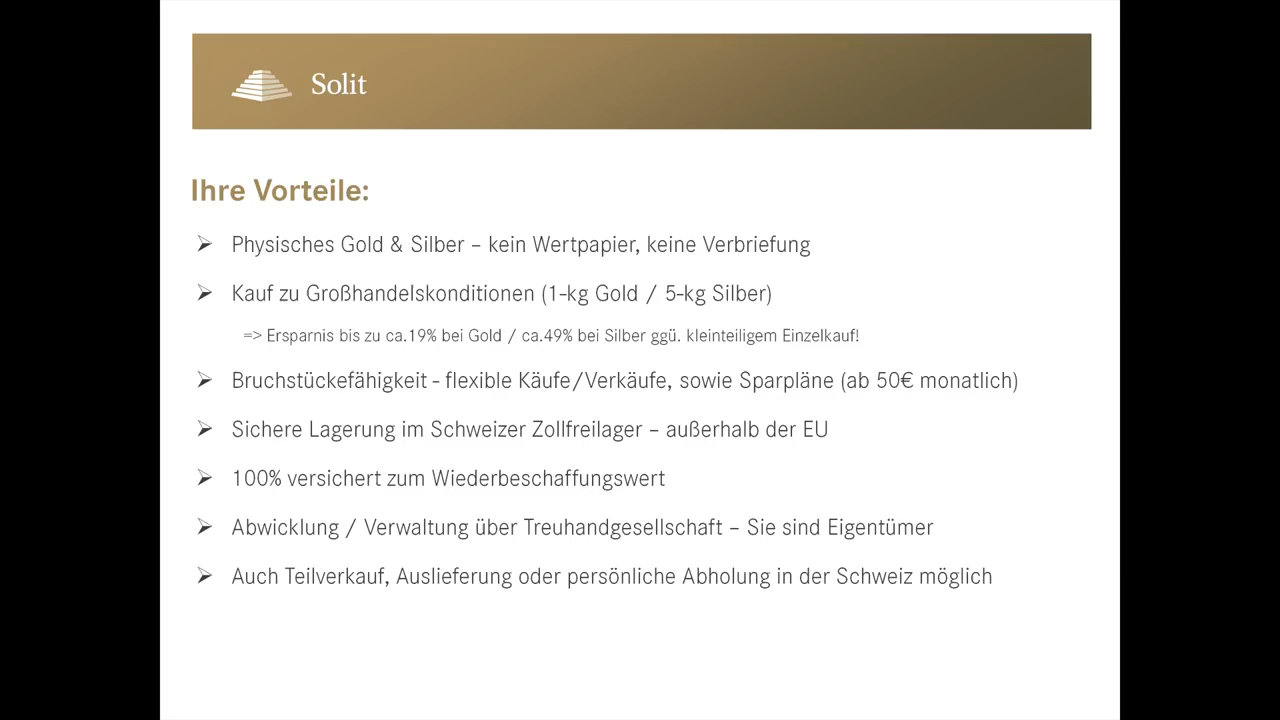 Solit
Ihre Vorteile:
➢ Physisches Gold & Silber – kein Wertpapier, keine Verbriefung
➢ Kauf zu Großhandelskonditionen (1-kg Gold / 5-kg Silber)
=> Ersparnis bis zu ca.19% bei Gold / ca.49% bei Silber ggü. kleinteiligem Einzelkauf!
➢ Bruchstückefähigkeit - flexible Käufe/Verkäufe, sowie Sparpläne (ab 50€ monatlich)
➢ Sichere Lagerung im Schweizer Zollfreilager – außerhalb der EU
➢ 100% versichert zum Wiederbeschaffungswert
➢ Abwicklung / Verwaltung über Treuhandgesellschaft – Sie sind Eigentümer
➢ Auch Teilverkauf, Auslieferung oder persönliche Abholung in der Schweiz möglich